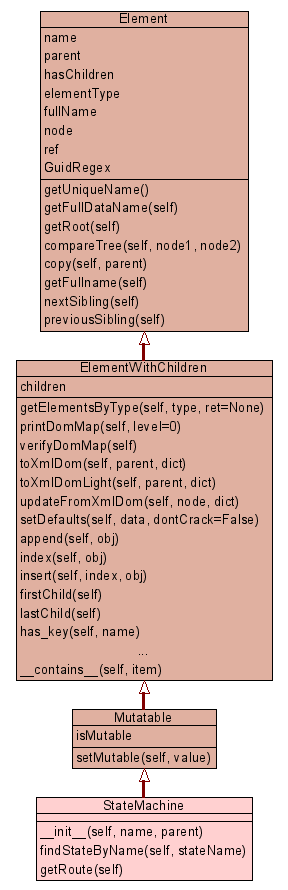 Element
name
parent
hasChildren
elementType
fullName
node
ref
GuidRegex
getUniqueName()
getFullDataName(self)
getRoot(self)
compareTree(self, node1, node2)
copy(self, parent)
getFullname(self)
nextSibling(self)
previousSibling(self)
ElementWithChildren
children
getElementsByType(self, type, ret=None)
printDomMap(self, level=0)
verifyDomMap(self)
toXmlDom(self, parent, dict)
toXmlDomLight(self, parent, dict)
updateFromXmlDom(self, node, dict)
setDefaults(self, data, dontCrack=False)
append(self, obj)
index(self, obj)
insert(self, index, obj)
firstChild(self)
lastChild(self)
has_key(self, name)
...
__contains__(self, item)
Mutatable
isMutable
setMutable(self, value)
StateMachine
__init__(self, name, parent)
findStateByName(self, stateName)
getRoute(self)